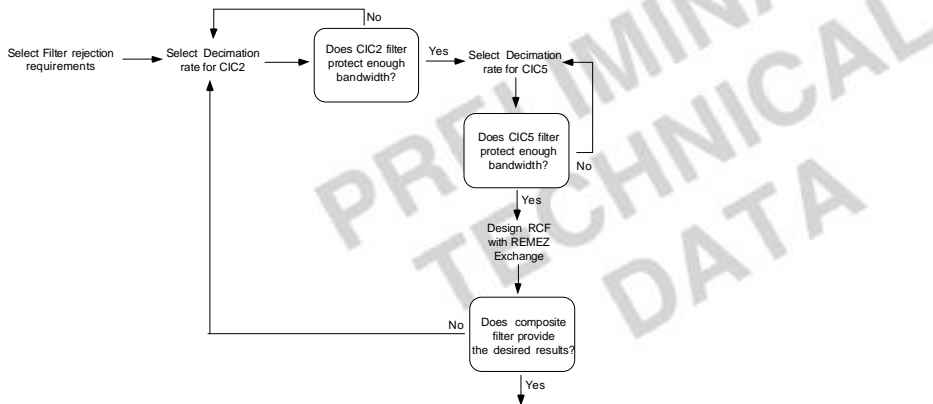 No
Select Filter rejection
requirements
Select Decimation
rate for CIC2
Does CIC2 filter
protect enough
bandwidth?
Yes
Select Decimation
rate for CIC5
Does CIC5 filter
protect enough
bandwidth?
No
Yes
Design RCF
with REMEZ
Exchange
No
Does composite
filter provide
the desired results?
Yes
PRELIMINA
TECHNICAL
DATA